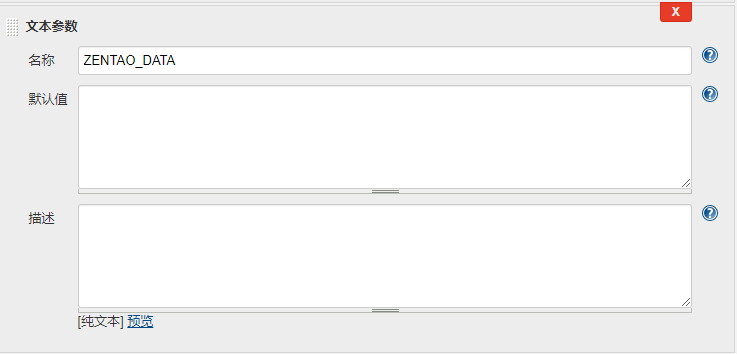 X
文本参数
名称 ZENTAO_DATA ?
默认值 ?
描述 ?
[纯文本] 预览